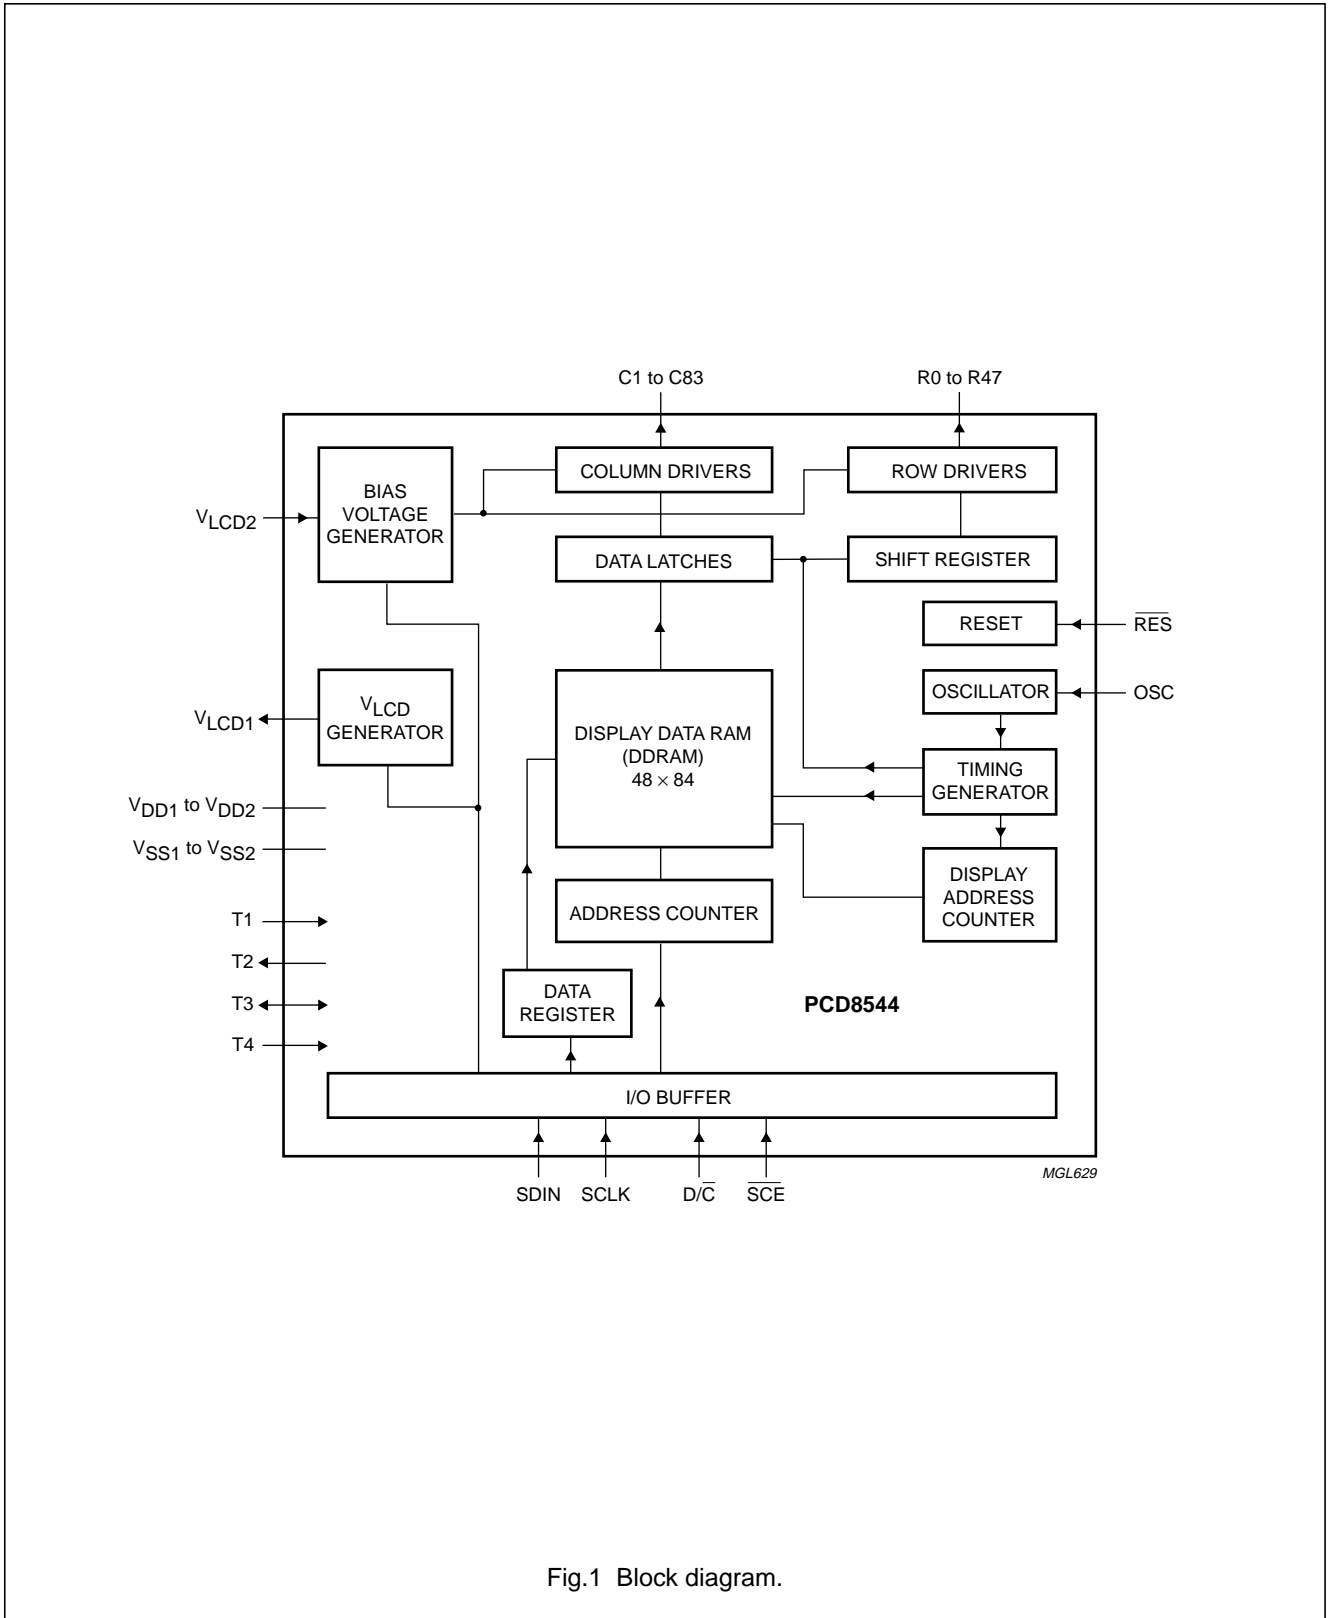 C1 to C83
R0 to R47
BIAS
VOLTAGE
GENERATOR
COLUMN DRIVERS
ROW DRIVERS
VLCD2
DATA LATCHES
SHIFT REGISTER
RESET
R̅E̅S̅
VLCD
GENERATOR
VLCD1
DISPLAY DATA RAM
(DDRAM)
48 × 84
OSCILLATOR
OSC
TIMING
GENERATOR
VDD1 to VDD2
VSS1 to VSS2
T1
T2
T3
T4
ADDRESS COUNTER
DISPLAY
ADDRESS
COUNTER
DATA
REGISTER
PCD8544
I/O BUFFER
SDIN
SCLK
D/C̅
S̅C̅E̅
MGL629
Fig.1 Block diagram.